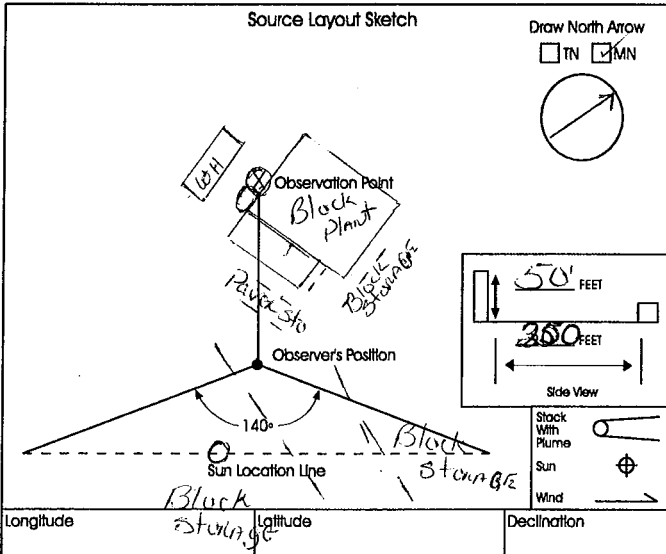 Source Layout Sketch
Draw North Arrow
TN MN
WH
Observation Point
Block
Plant
Block
Storage
Paver Sto
50' FEET
FEET
Side View
Observer's Position
140°
Block
Storage
Sun Location Line
Block
Storage
Stack
With
Plume
Sun
Wind
Longitude
Latitude
Declination